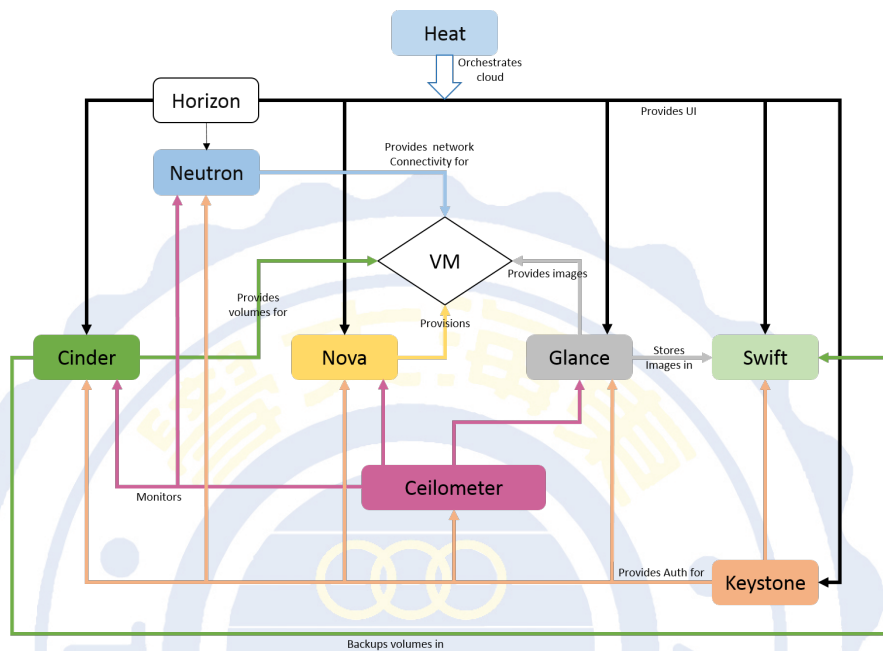 Heat
Orchestrates
cloud
Horizon
Provides UI
Neutron
Provides network
Connectivity for
VM
Provides images
Provides
volumes for
Provisions
Cinder
Nova
Glance
Stores
Images in
Swift
Ceilometer
Monitors
Provides Auth for
Keystone
Backups volumes in